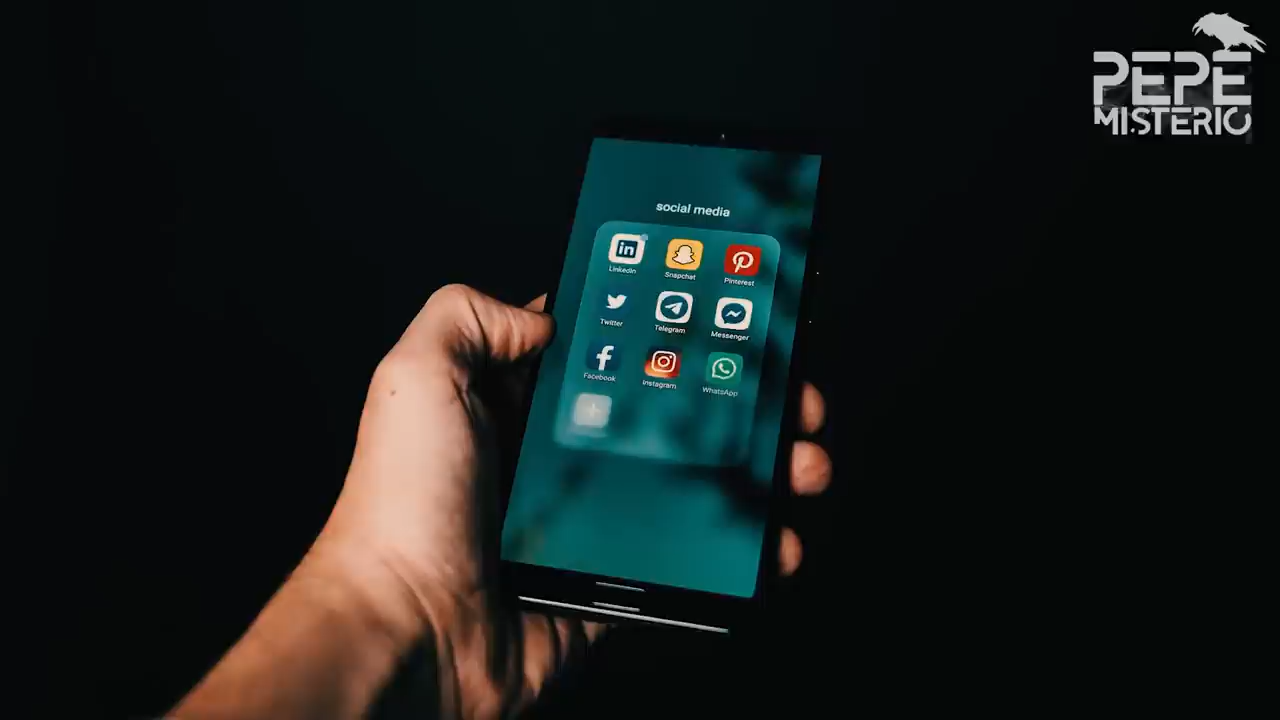 PEPE
MISTERIO
social media
LinkedIn
Snapchat
Pinterest
Twitter
Telegram
Messenger
Facebook
Instagram
WhatsApp